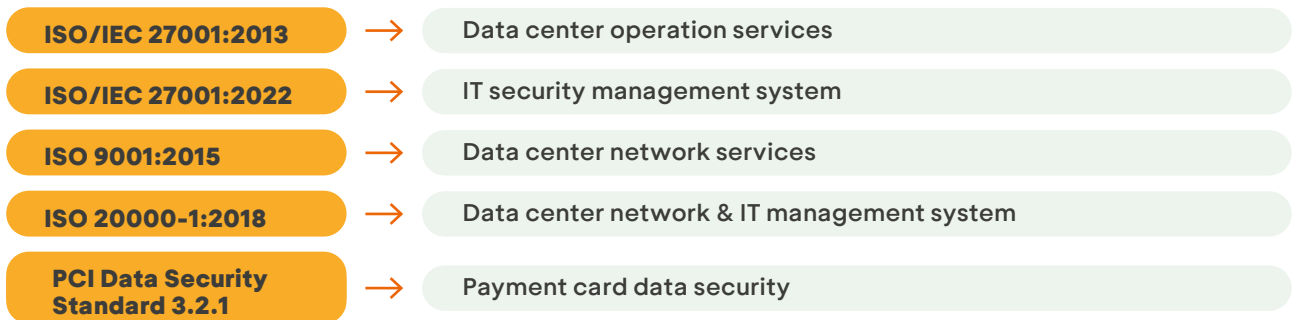 ISO/IEC 27001:2013 → Data center operation services
ISO/IEC 27001:2022 → IT security management system
ISO 9001:2015 → Data center network services
ISO 20000-1:2018 → Data center network & IT management system
PCI Data Security
Standard 3.2.1 → Payment card data security